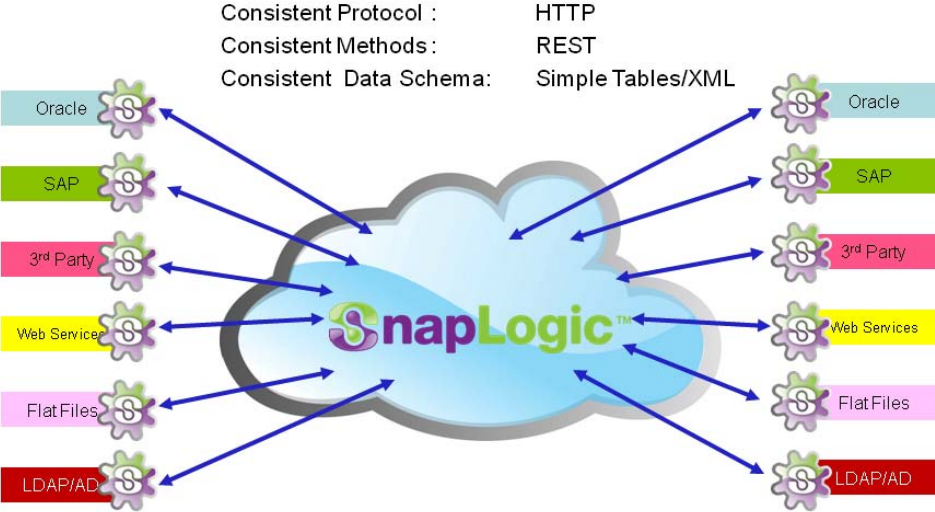 Consistent Protocol : HTTP
Consistent Methods : REST
Consistent Data Schema: Simple Tables/XML
Oracle
SAP
3rd Party
Web Services
Flat Files
LDAP/AD
SnapLogic™
Oracle
SAP
3rd Party
Web Services
Flat Files
LDAP/AD